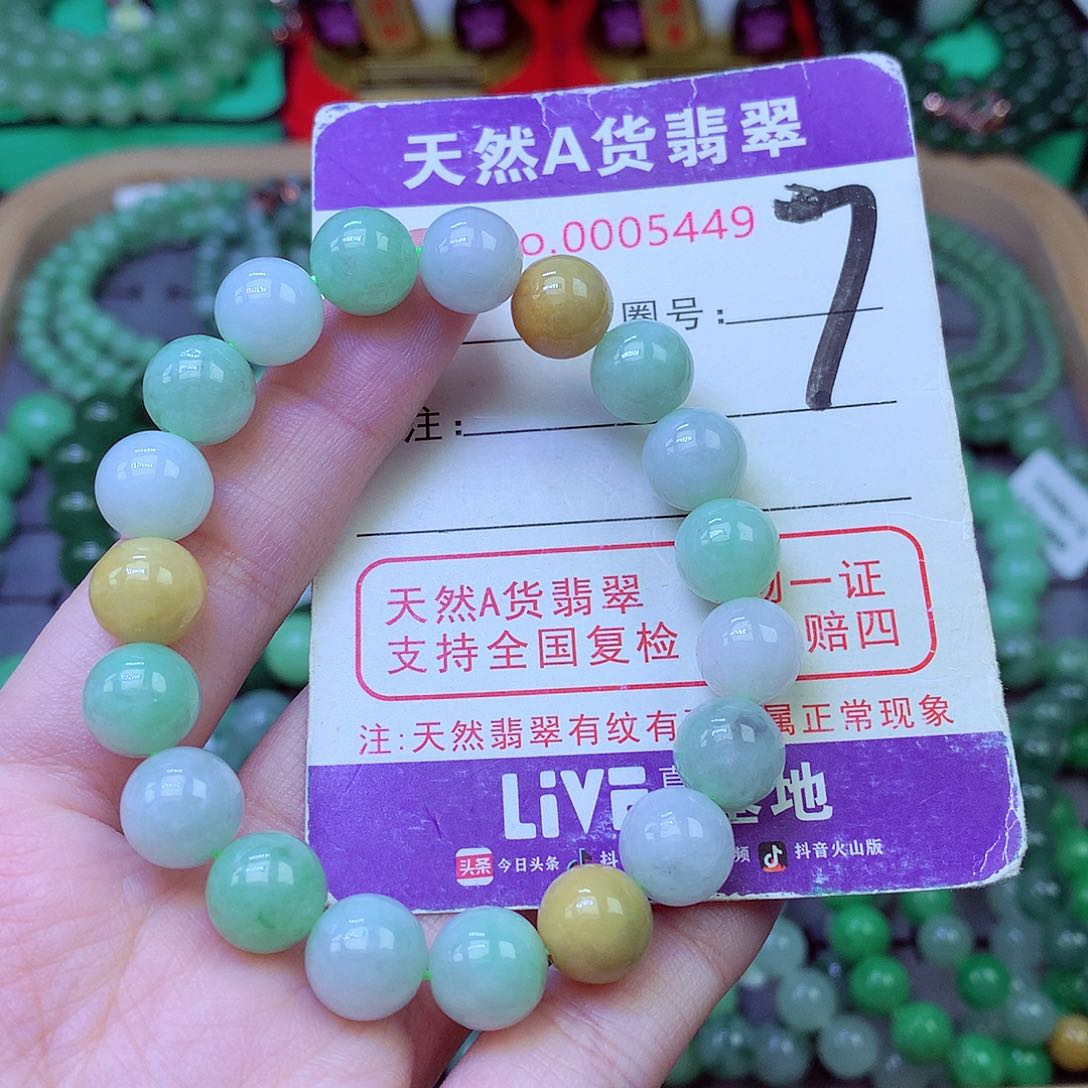 天然A货翡翠
o.0005449
7
圈号：
注：
天然A货翡翠 一证
支持全国复检 赔四
注:天然翡翠有纹有 属正常现象
LiVE 地
头条 今日头条 抖 频 抖音火山版